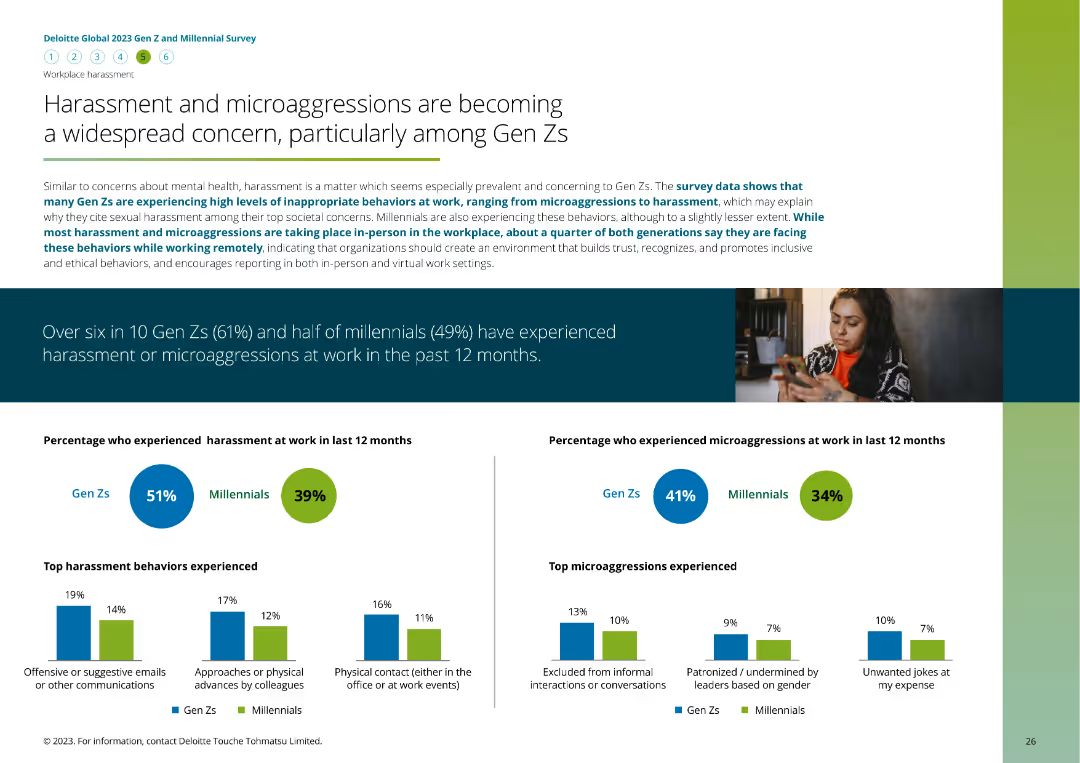 Deloitte Global 2023 Gen Z and Millennial Survey
1 2 3 4 5 6
Workplace harassment
Harassment and microaggressions are becoming
a widespread concern, particularly among Gen Zs
Similar to concerns about mental health, harassment is a matter which seems especially prevalent and concerning to Gen Zs. The survey data shows that
many Gen Zs are experiencing high levels of inappropriate behaviors at work, ranging from microaggressions to harassment, which may explain
why they cite sexual harassment among their top societal concerns. Millennials are also experiencing these behaviors, although to a slightly lesser extent. While
most harassment and microaggressions are taking place in-person in the workplace, about a quarter of both generations say they are facing
these behaviors while working remotely, indicating that organizations should create an environment that builds trust, recognizes, and promotes inclusive
and ethical behaviors, and encourages reporting in both in-person and virtual work settings.
Over six in 10 Gen Zs (61%) and half of millennials (49%) have experienced
harassment or microaggressions at work in the past 12 months.
Percentage who experienced harassment at work in last 12 months
Gen Zs 51% Millennials 39%
Top harassment behaviors experienced
19% 14% 17% 12% 16% 11%
Offensive or suggestive emails
or other communications
Approaches or physical
advances by colleagues
Physical contact (either in the
office or at work events)
Gen Zs Millennials
Percentage who experienced microaggressions at work in last 12 months
Gen Zs 41% Millennials 34%
Top microaggressions experienced
13% 10% 9% 7% 10% 7%
Excluded from informal
interactions or conversations
Patronized / undermined by
leaders based on gender
Unwanted jokes at
my expense
Gen Zs Millennials
© 2023. For information, contact Deloitte Touche Tohmatsu Limited.
26